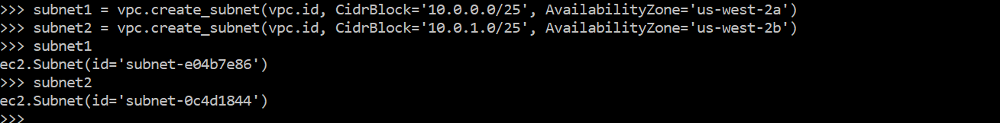 >>> subnet1 = vpc.create_subnet(vpc.id, CidrBlock='10.0.0.0/25', AvailabilityZone='us-west-2a')
>>> subnet2 = vpc.create_subnet(vpc.id, CidrBlock='10.0.1.0/25', AvailabilityZone='us-west-2b')
>>> subnet1
ec2.Subnet(id='subnet-e04b7e86')
>>> subnet2
ec2.Subnet(id='subnet-0c4d1844')
>>>